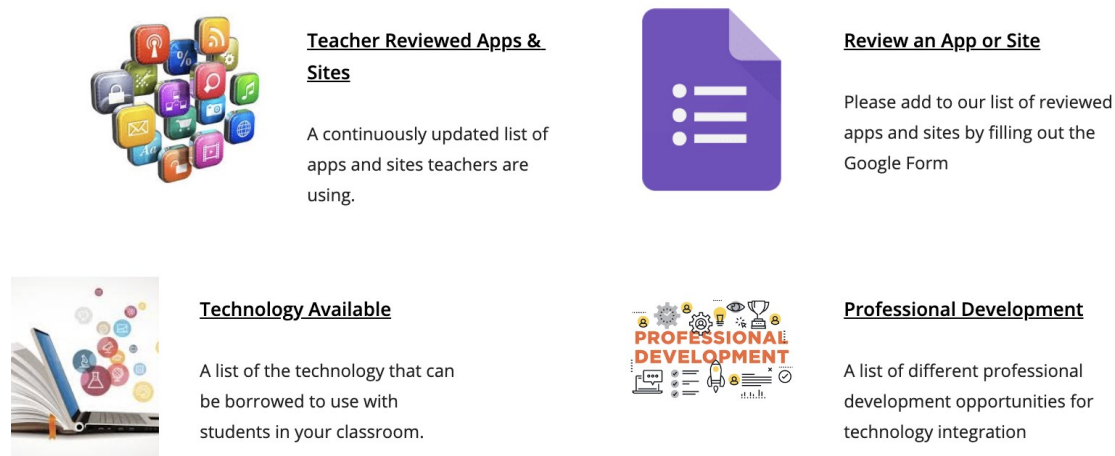 Teacher Reviewed Apps &
Sites
A continuously updated list of
apps and sites teachers are
using.
Review an App or Site
Please add to our list of reviewed
apps and sites by filling out the
Google Form
Technology Available
A list of the technology that can
be borrowed to use with
students in your classroom.
PROFESSIONAL
DEVELOPMENT
Professional Development
A list of different professional
development opportunities for
technology integration